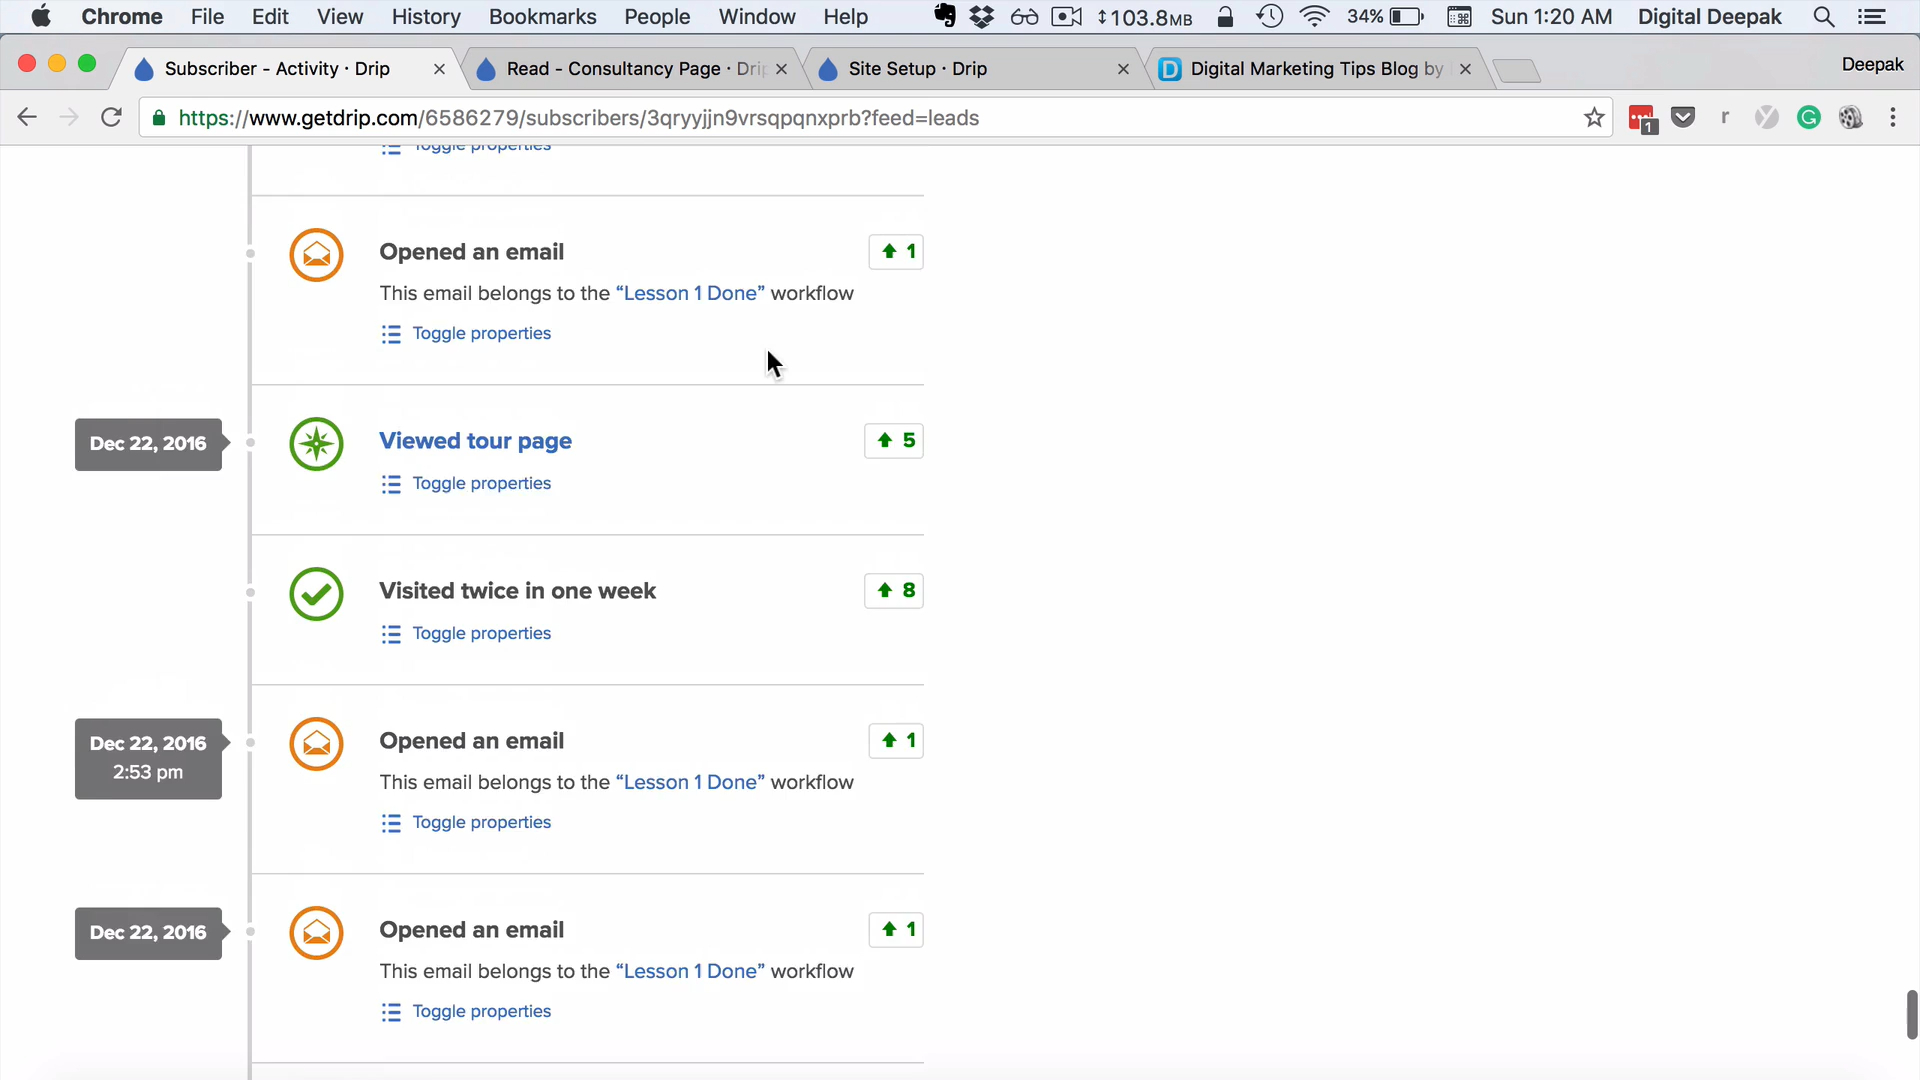 Chrome File Edit View History Bookmarks People Window Help 103.8MB 34% Sun 1:20 AM Digital Deepak
Subscriber - Activity · Drip
Read - Consultancy Page · Drip
Site Setup · Drip
Digital Marketing Tips Blog by
Deepak
https://www.getdrip.com/6586279/subscribers/3qryyjjn9vrsqpqnxprb?feed=leads
1
Toggle properties
Opened an email
1
This email belongs to the “Lesson 1 Done” workflow
Toggle properties
Dec 22, 2016
Viewed tour page
5
Toggle properties
Visited twice in one week
8
Toggle properties
Dec 22, 2016
2:53 pm
Opened an email
1
This email belongs to the “Lesson 1 Done” workflow
Toggle properties
Dec 22, 2016
Opened an email
1
This email belongs to the “Lesson 1 Done” workflow
Toggle properties